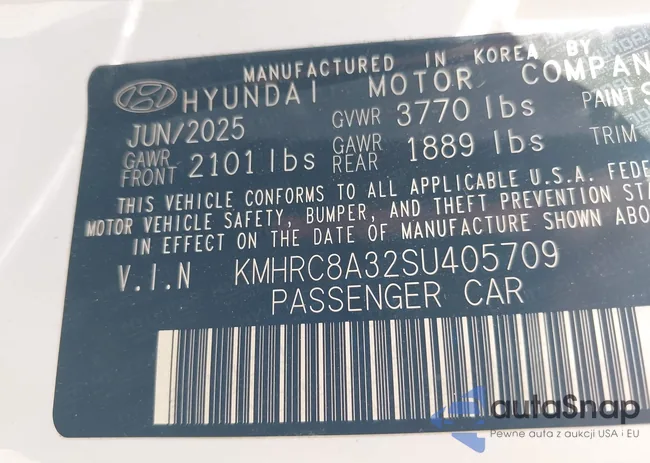 MANUFACTURED IN KOREA BY
HYUNDAI MOTOR COMPAN
JUN/2025 GVWR 3770 lbs PAINT
GAWR FRONT 2101 lbs GAWR REAR 1889 lbs TRIM
THIS VEHICLE CONFORMS TO ALL APPLICABLE U.S.A. FEDE
MOTOR VEHICLE SAFETY, BUMPER, AND THEFT PREVENTION STA
IN EFFECT ON THE DATE OF MANUFACTURE SHOWN ABO
V.I.N KMHRC8A32SU405709
PASSENGER CAR
autaSnap
Pewne auta z aukcji USA i EU